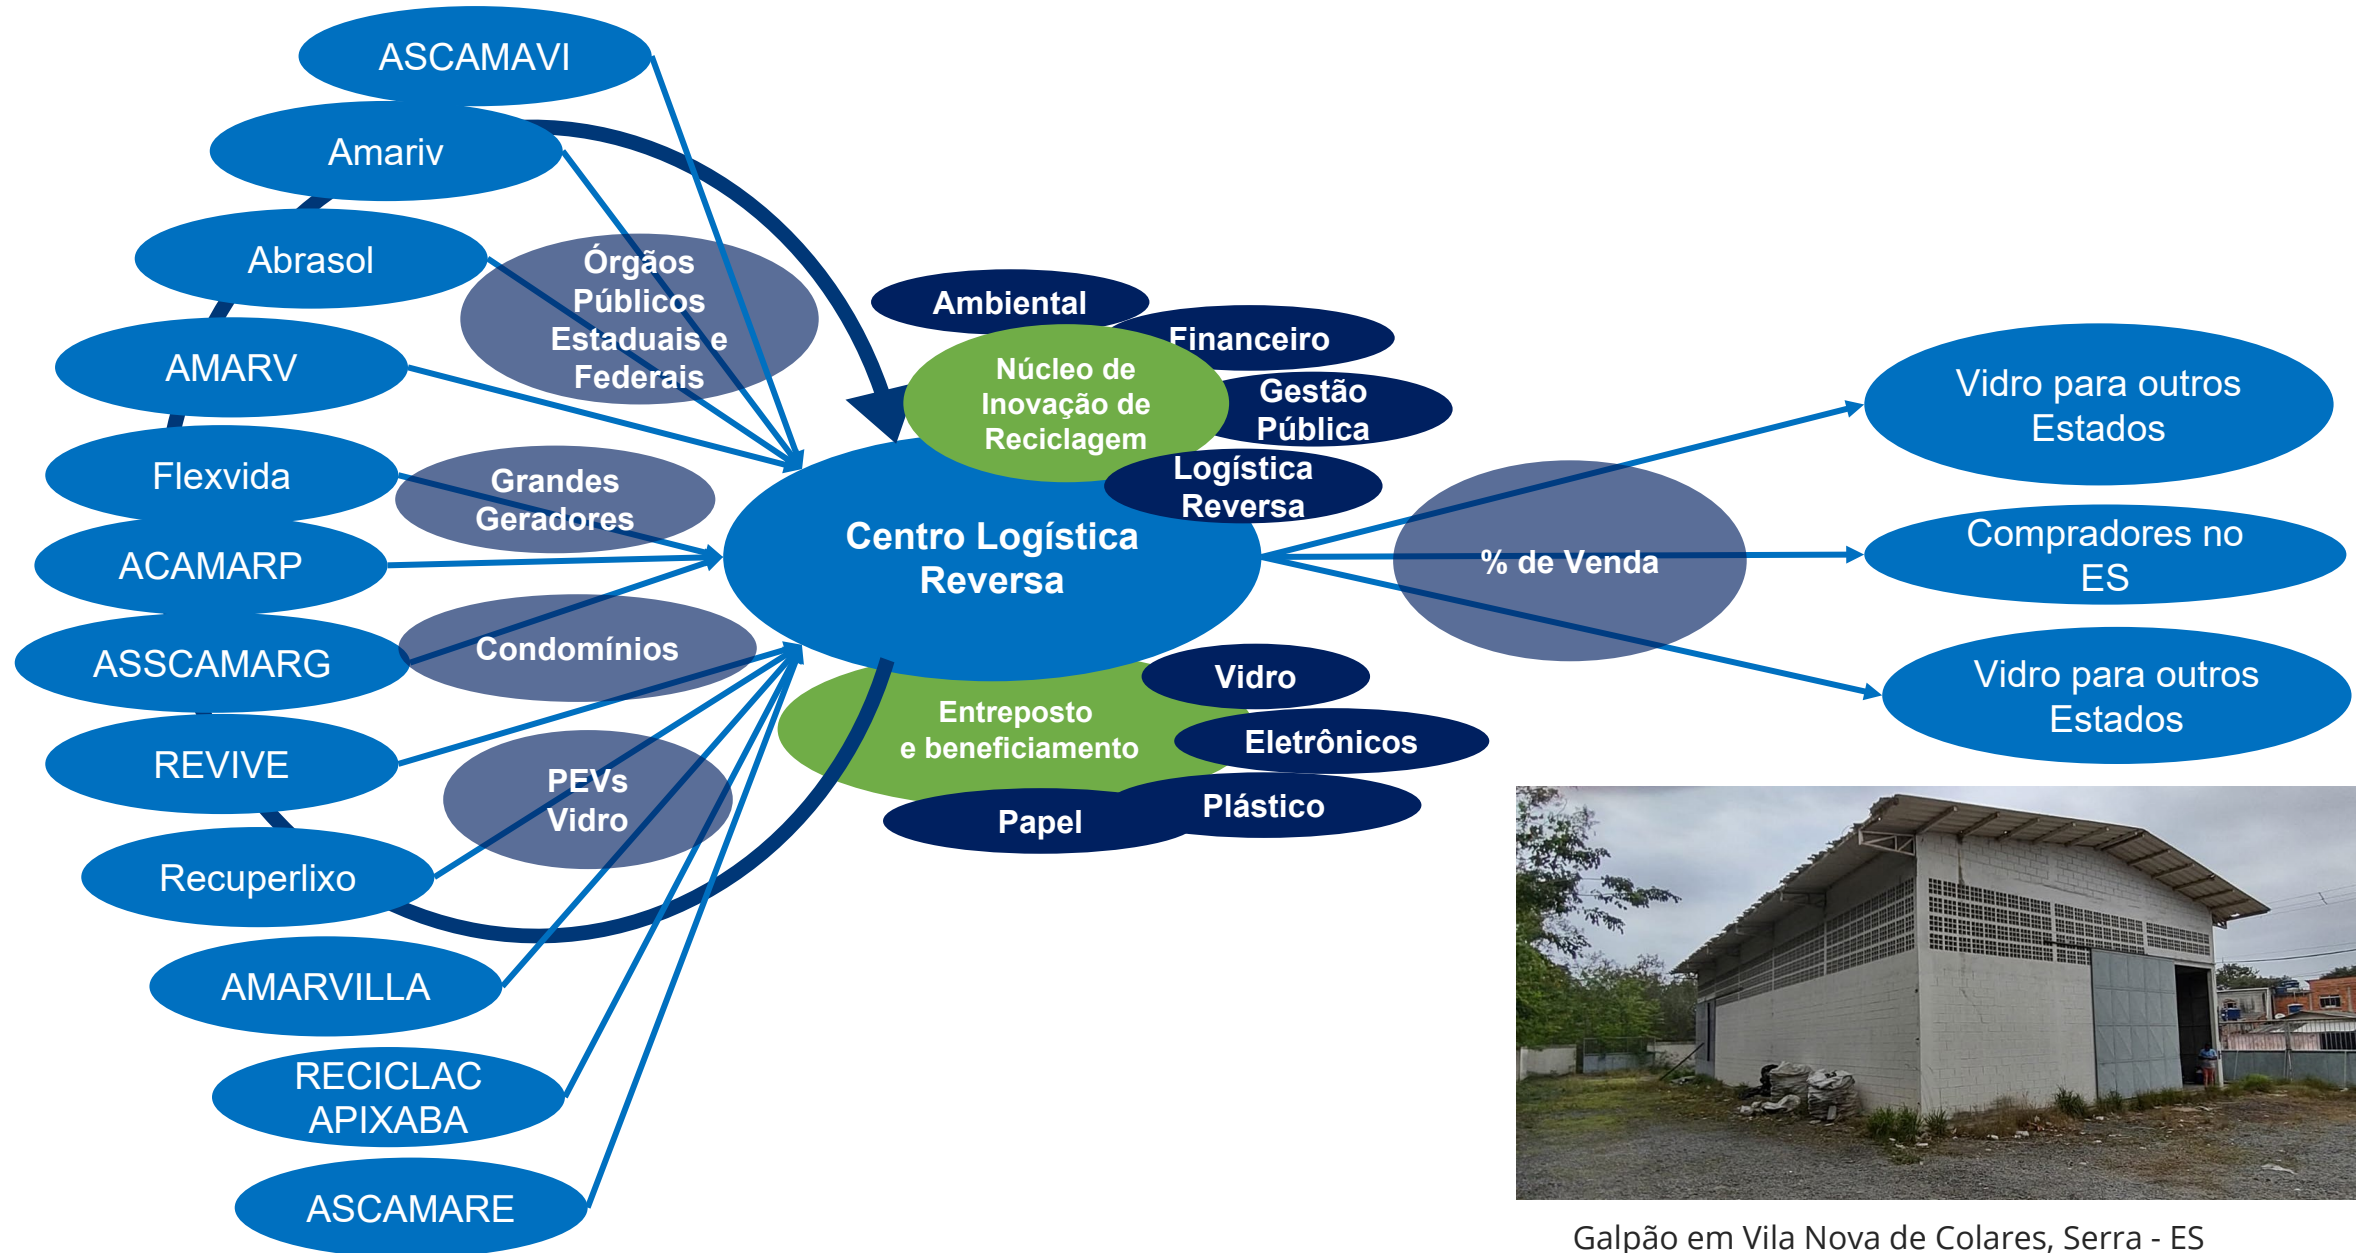 ASCAMAVI
Amariv
Abrasol
AMARV
Flexvida
ACAMARP
ASSCAMARG
REVIVE
Recuperlixo
AMARVILLA
RECICLAC
APIXABA
ASCAMARE
Órgãos
Públicos
Estaduais e
Federais
Grandes
Geradores
Condomínios
PEVs
Vidro
Ambiental
Financeiro
Núcleo de
Inovação de
Reciclagem
Gestão
Pública
Logística
Reversa
Centro Logística
Reversa
Entreposto
e beneficiamento
Vidro
Eletrônicos
Plástico
Papel
% de Venda
Vidro para outros
Estados
Compradores no
ES
Vidro para outros
Estados
Galpão em Vila Nova de Colares, Serra - ES